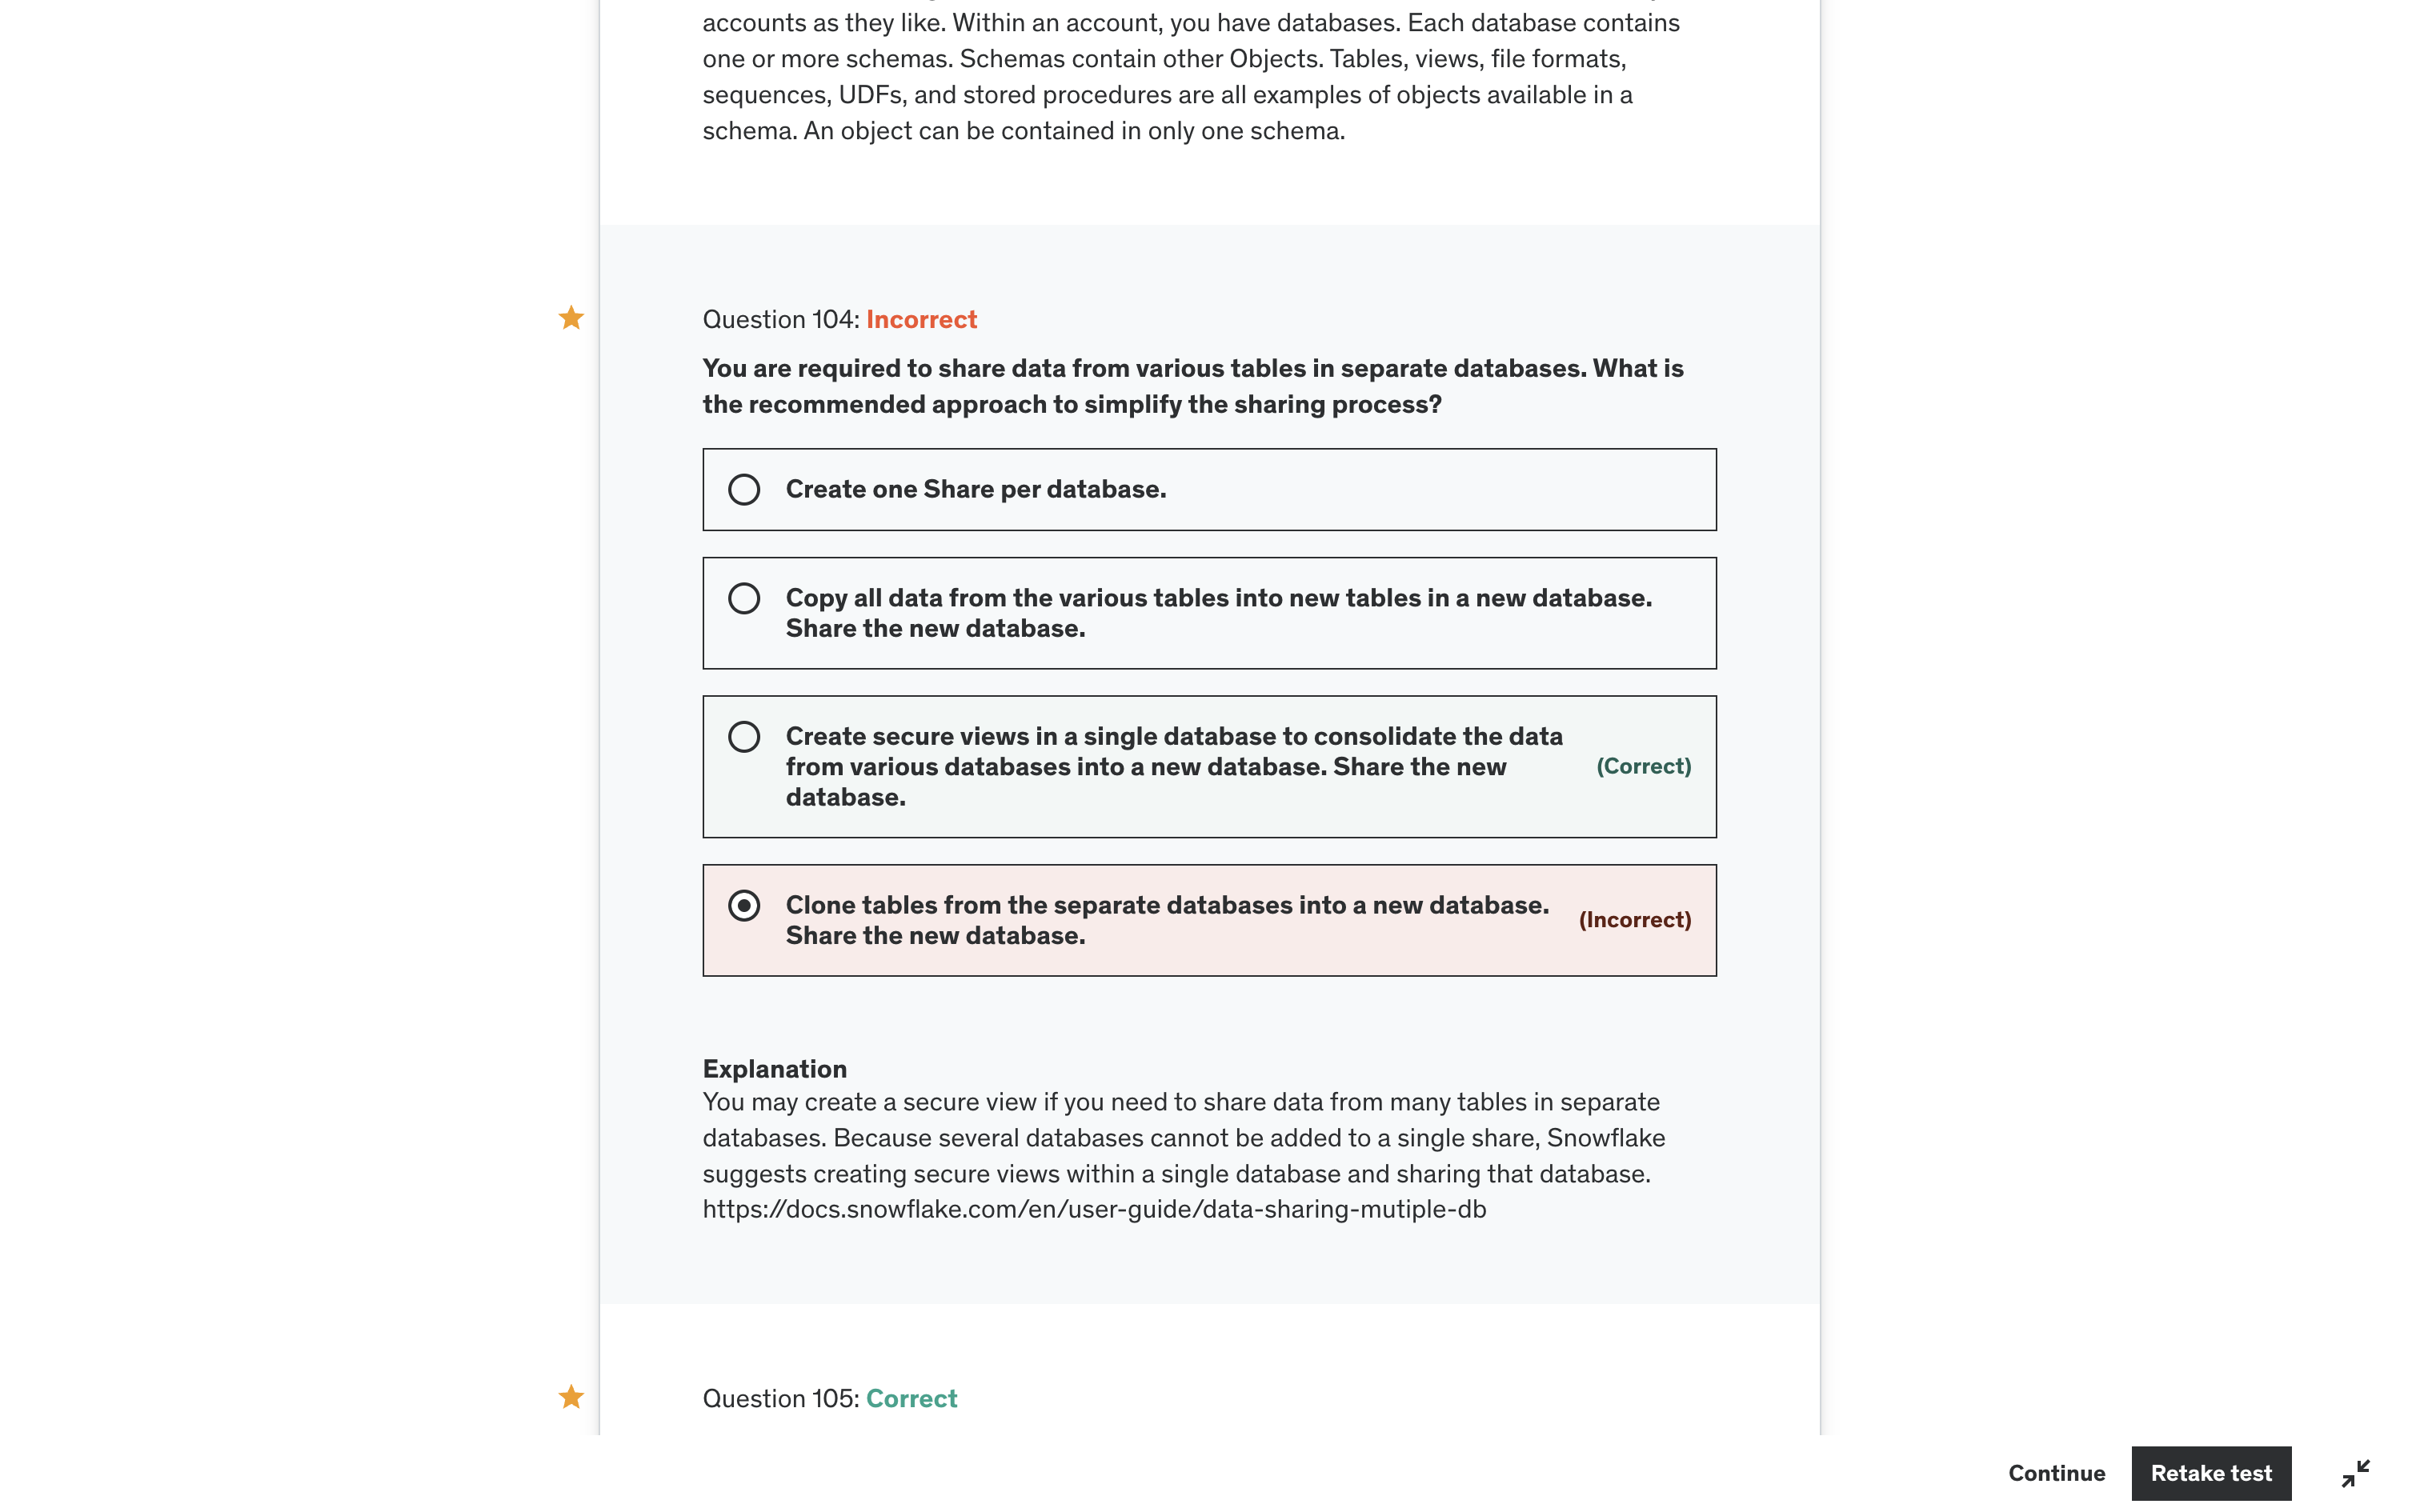 accounts as they like. Within an account, you have databases. Each database contains
one or more schemas. Schemas contain other Objects. Tables, views, file formats,
sequences, UDFs, and stored procedures are all examples of objects available in a
schema. An object can be contained in only one schema.
Question 104: Incorrect
You are required to share data from various tables in separate databases. What is
the recommended approach to simplify the sharing process?
Create one Share per database.
Copy all data from the various tables into new tables in a new database.
Share the new database.
Create secure views in a single database to consolidate the data
from various databases into a new database. Share the new
database.
(Correct)
Clone tables from the separate databases into a new database.
Share the new database.
(Incorrect)
Explanation
You may create a secure view if you need to share data from many tables in separate
databases. Because several databases cannot be added to a single share, Snowflake
suggests creating secure views within a single database and sharing that database.
https://docs.snowflake.com/en/user-guide/data-sharing-mutiple-db
Question 105: Correct
Continue
Retake test